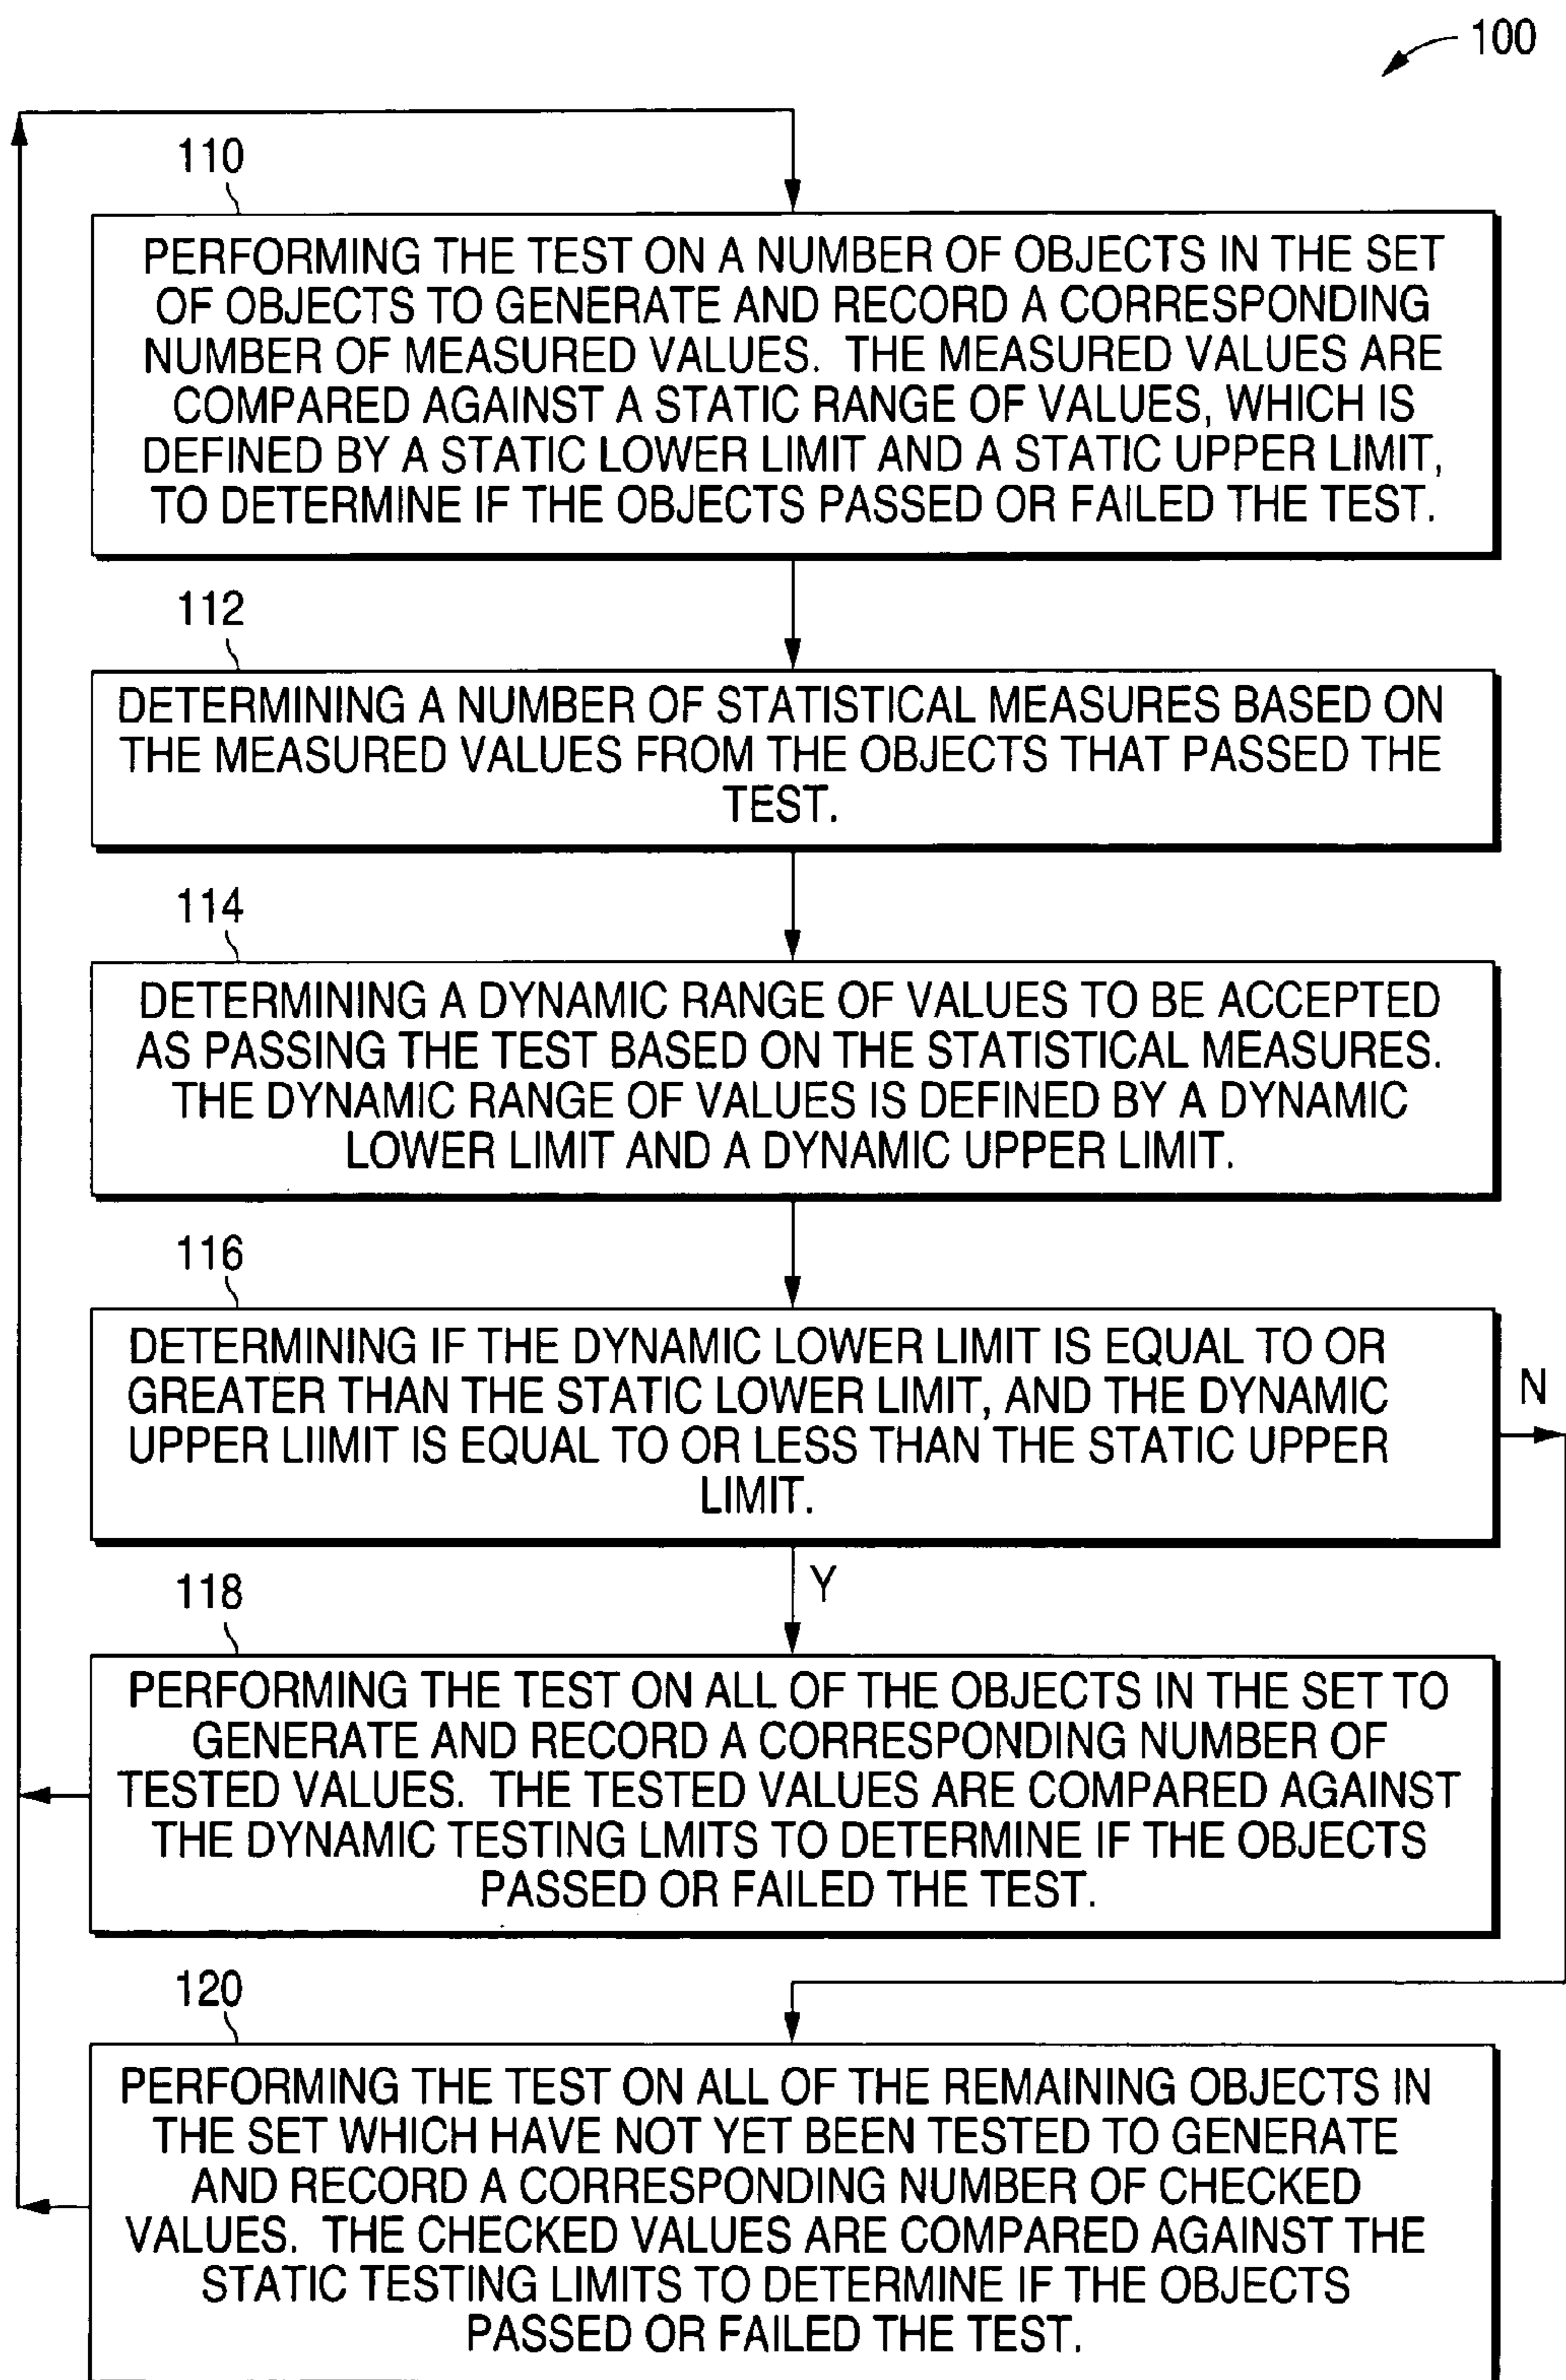 100
110
PERFORMING THE TEST ON A NUMBER OF OBJECTS IN THE SET
OF OBJECTS TO GENERATE AND RECORD A CORRESPONDING
NUMBER OF MEASURED VALUES. THE MEASURED VALUES ARE
COMPARED AGAINST A STATIC RANGE OF VALUES, WHICH IS
DEFINED BY A STATIC LOWER LIMIT AND A STATIC UPPER LIMIT,
TO DETERMINE IF THE OBJECTS PASSED OR FAILED THE TEST.
112
DETERMINING A NUMBER OF STATISTICAL MEASURES BASED ON
THE MEASURED VALUES FROM THE OBJECTS THAT PASSED THE
TEST.
114
DETERMINING A DYNAMIC RANGE OF VALUES TO BE ACCEPTED
AS PASSING THE TEST BASED ON THE STATISTICAL MEASURES.
THE DYNAMIC RANGE OF VALUES IS DEFINED BY A DYNAMIC
LOWER LIMIT AND A DYNAMIC UPPER LIMIT.
116
DETERMINING IF THE DYNAMIC LOWER LIMIT IS EQUAL TO OR
GREATER THAN THE STATIC LOWER LIMIT, AND THE DYNAMIC
UPPER LIIMIT IS EQUAL TO OR LESS THAN THE STATIC UPPER
LIMIT.
N
Y
118
PERFORMING THE TEST ON ALL OF THE OBJECTS IN THE SET TO
GENERATE AND RECORD A CORRESPONDING NUMBER OF
TESTED VALUES. THE TESTED VALUES ARE COMPARED AGAINST
THE DYNAMIC TESTING LMITS TO DETERMINE IF THE OBJECTS
PASSED OR FAILED THE TEST.
120
PERFORMING THE TEST ON ALL OF THE REMAINING OBJECTS IN
THE SET WHICH HAVE NOT YET BEEN TESTED TO GENERATE
AND RECORD A CORRESPONDING NUMBER OF CHECKED
VALUES. THE CHECKED VALUES ARE COMPARED AGAINST THE
STATIC TESTING LIMITS TO DETERMINE IF THE OBJECTS
PASSED OR FAILED THE TEST.